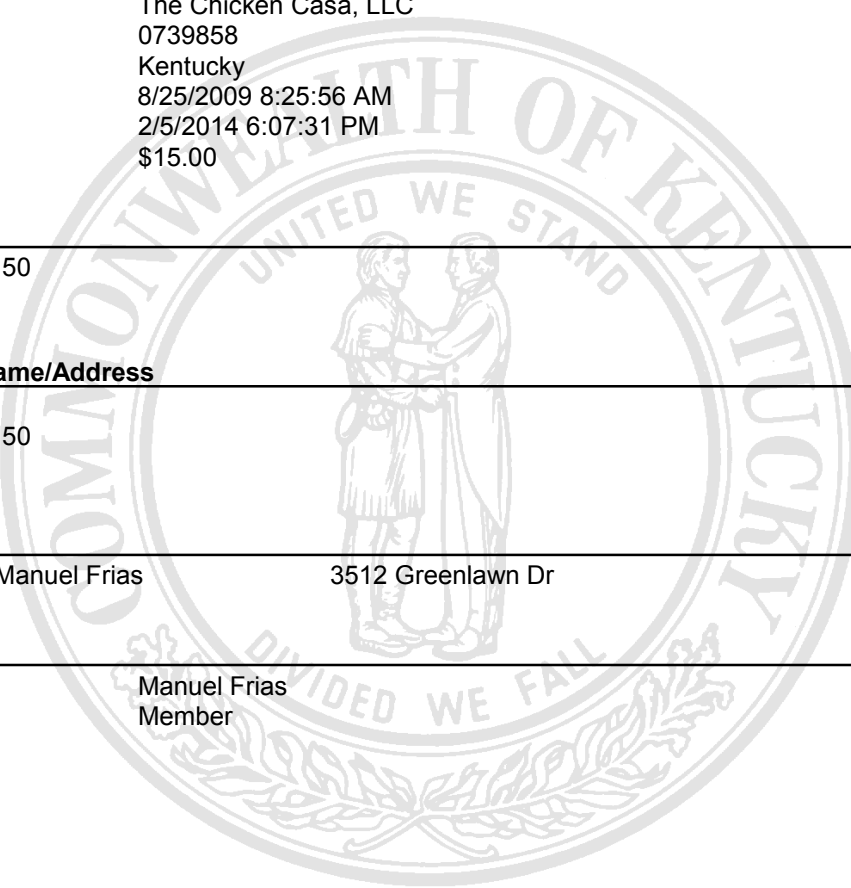 The Chicken Casa, LLC
0739858
Kentucky
8/25/2009 8:25:56 AM
2/5/2014 6:07:31 PM
$15.00
50
ame/Address
50
Manuel Frias 3512 Greenlawn Dr
Manuel Frias
Member
COMMONWEALTH OF KENTUCKY
UNITED WE STAND
DIVIDED WE FALL